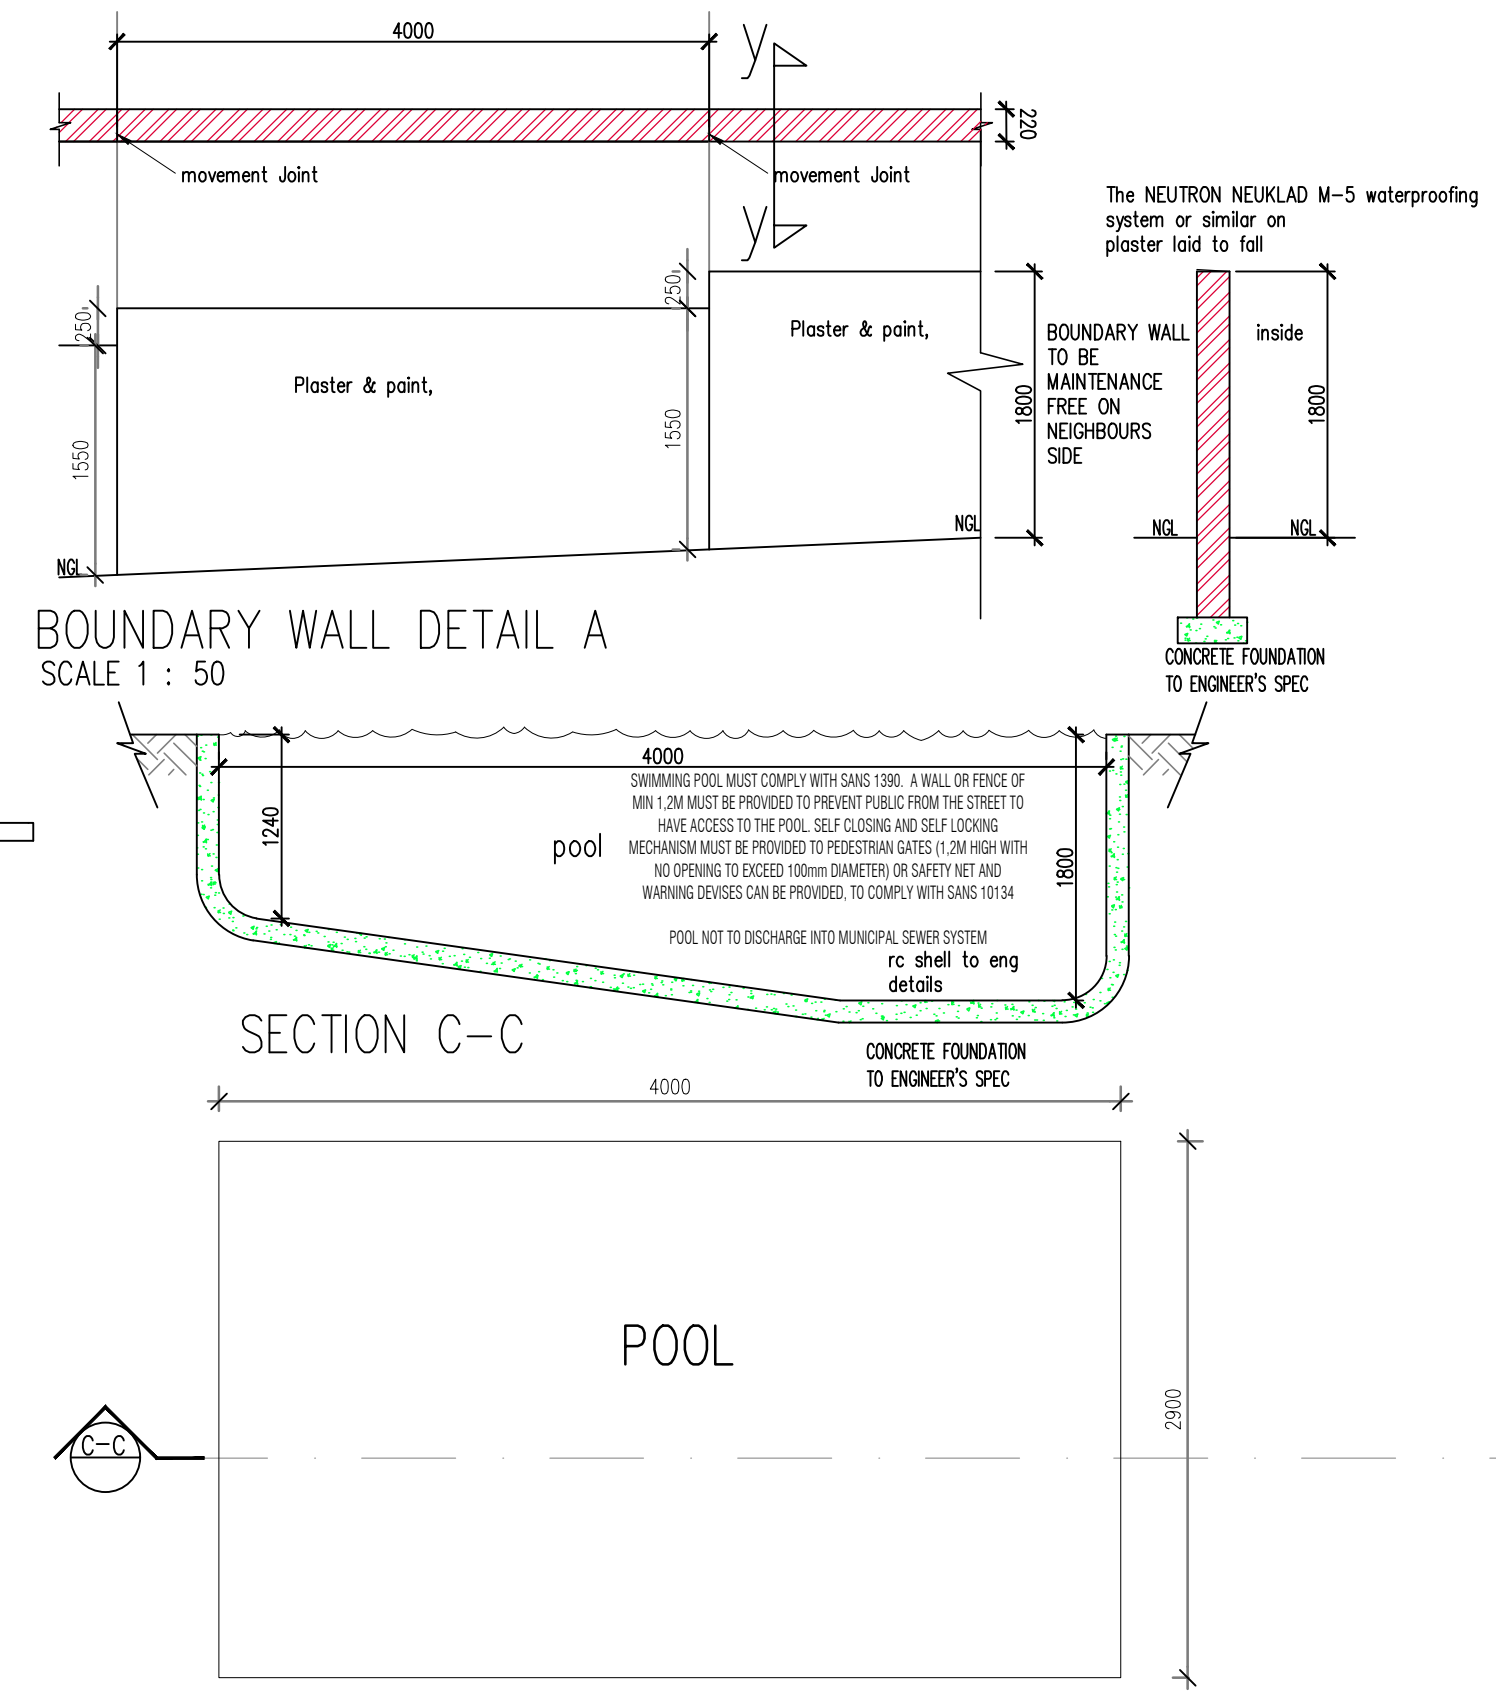 4000
y
220
movement Joint
movement Joint
y
The NEUTRON NEUKLAD M-5 waterproofing
system or similar on
plaster laid to fall
250
250
Plaster & paint,
Plaster & paint,
BOUNDARY WALL
TO BE
MAINTENANCE
FREE ON
NEIGHBOURS
SIDE
inside
1550
1550
1800
1800
NGL
NGL
NGL
NGL
BOUNDARY WALL DETAIL A
SCALE 1 : 50
CONCRETE FOUNDATION
TO ENGINEER'S SPEC
4000
1240
1800
pool
SWIMMING POOL MUST COMPLY WITH SANS 1390. A WALL OR FENCE OF
MIN 1,2M MUST BE PROVIDED TO PREVENT PUBLIC FROM THE STREET TO
HAVE ACCESS TO THE POOL. SELF CLOSING AND SELF LOCKING
MECHANISM MUST BE PROVIDED TO PEDESTRIAN GATES (1,2M HIGH WITH
NO OPENING TO EXCEED 100mm DIAMETER) OR SAFETY NET AND
WARNING DEVISES CAN BE PROVIDED, TO COMPLY WITH SANS 10134
POOL NOT TO DISCHARGE INTO MUNICIPAL SEWER SYSTEM
rc shell to eng
details
SECTION C-C
CONCRETE FOUNDATION
TO ENGINEER'S SPEC
4000
POOL
2900
C-C